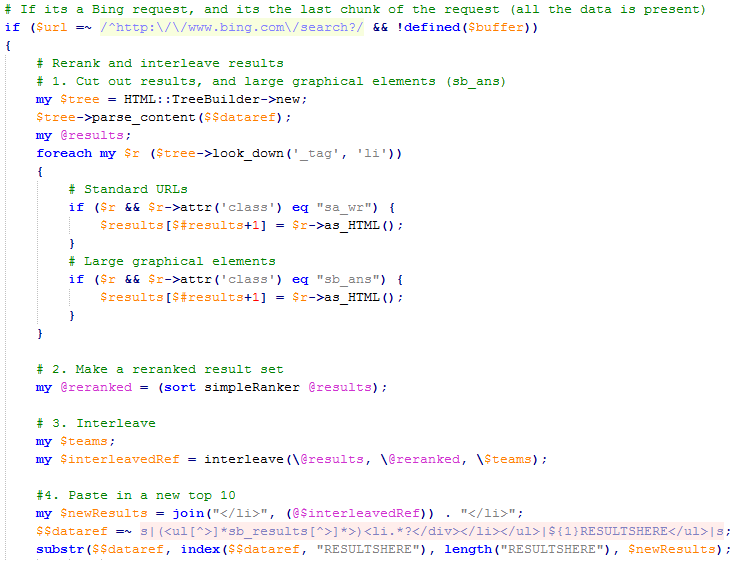 # If its a Bing request, and its the last chunk of the request (all the data is present)
if ($url =~ /^http:\/\/www.bing.com\/search?/ && !defined($buffer))
{
    # Rerank and interleave results
    # 1. Cut out results, and large graphical elements (sb_ans)
    my $tree = HTML::TreeBuilder->new;
    $tree->parse_content($$dataref);
    my @results;
    foreach my $r ($tree->look_down('_tag', 'li'))
    {
        # Standard URLs
        if ($r && $r->attr('class') eq "sa_wr") {
            $results[$#results+1] = $r->as_HTML();
        }
        # Large graphical elements
        if ($r && $r->attr('class') eq "sb_ans") {
            $results[$#results+1] = $r->as_HTML();
        }
    }

    # 2. Make a reranked result set
    my @reranked = (sort simpleRanker @results);

    # 3. Interleave
    my $teams;
    my $interleavedRef = interleave(\@results, \@reranked, \$teams);

    #4. Paste in a new top 10
    my $newResults = join("</li>", (@$interleavedRef)) . "</li>";
    $$dataref =~ s|(<ul[^>]*sb_results[^>]*>)<li.*?</div></li></ul>|${1}RESULTSHERE</ul>|s;
    substr($$dataref, index($$dataref, "RESULTSHERE"), length("RESULTSHERE"), $newResults);